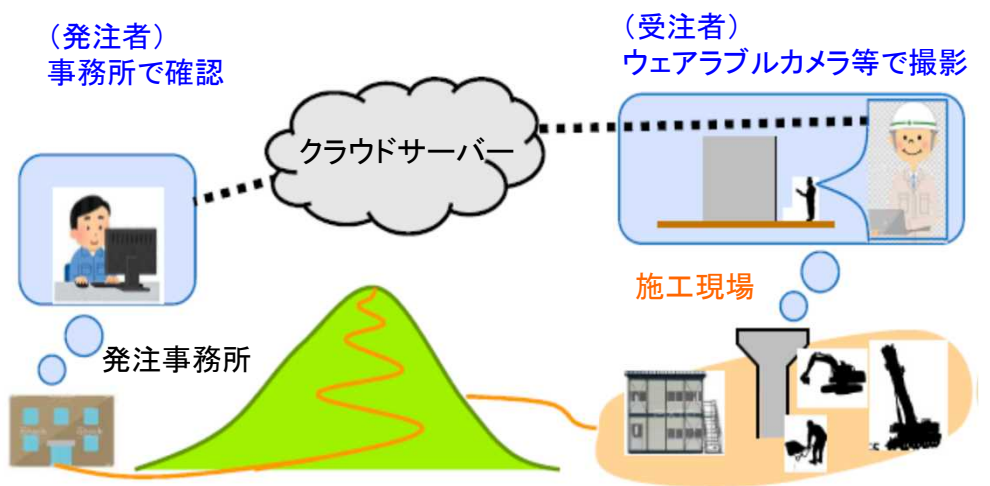 （発注者）
事務所で確認
（受注者）
ウェアラブルカメラ等で撮影
クラウドサーバー
施工現場
発注事務所